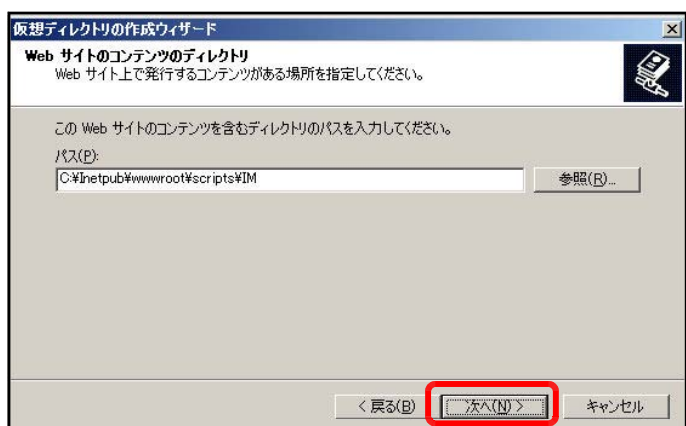 仮想ディレクトリの作成ウィザード
Web サイトのコンテンツのディレクトリ
Web サイト上で発行するコンテンツがある場所を指定してください。
この Web サイトのコンテンツを含むディレクトリのパスを入力してください。
パス(P):
C:¥Inetpub¥wwwroot¥scripts¥IM 参照(R)...
< 戻る(B) 次へ(N) > キャンセル